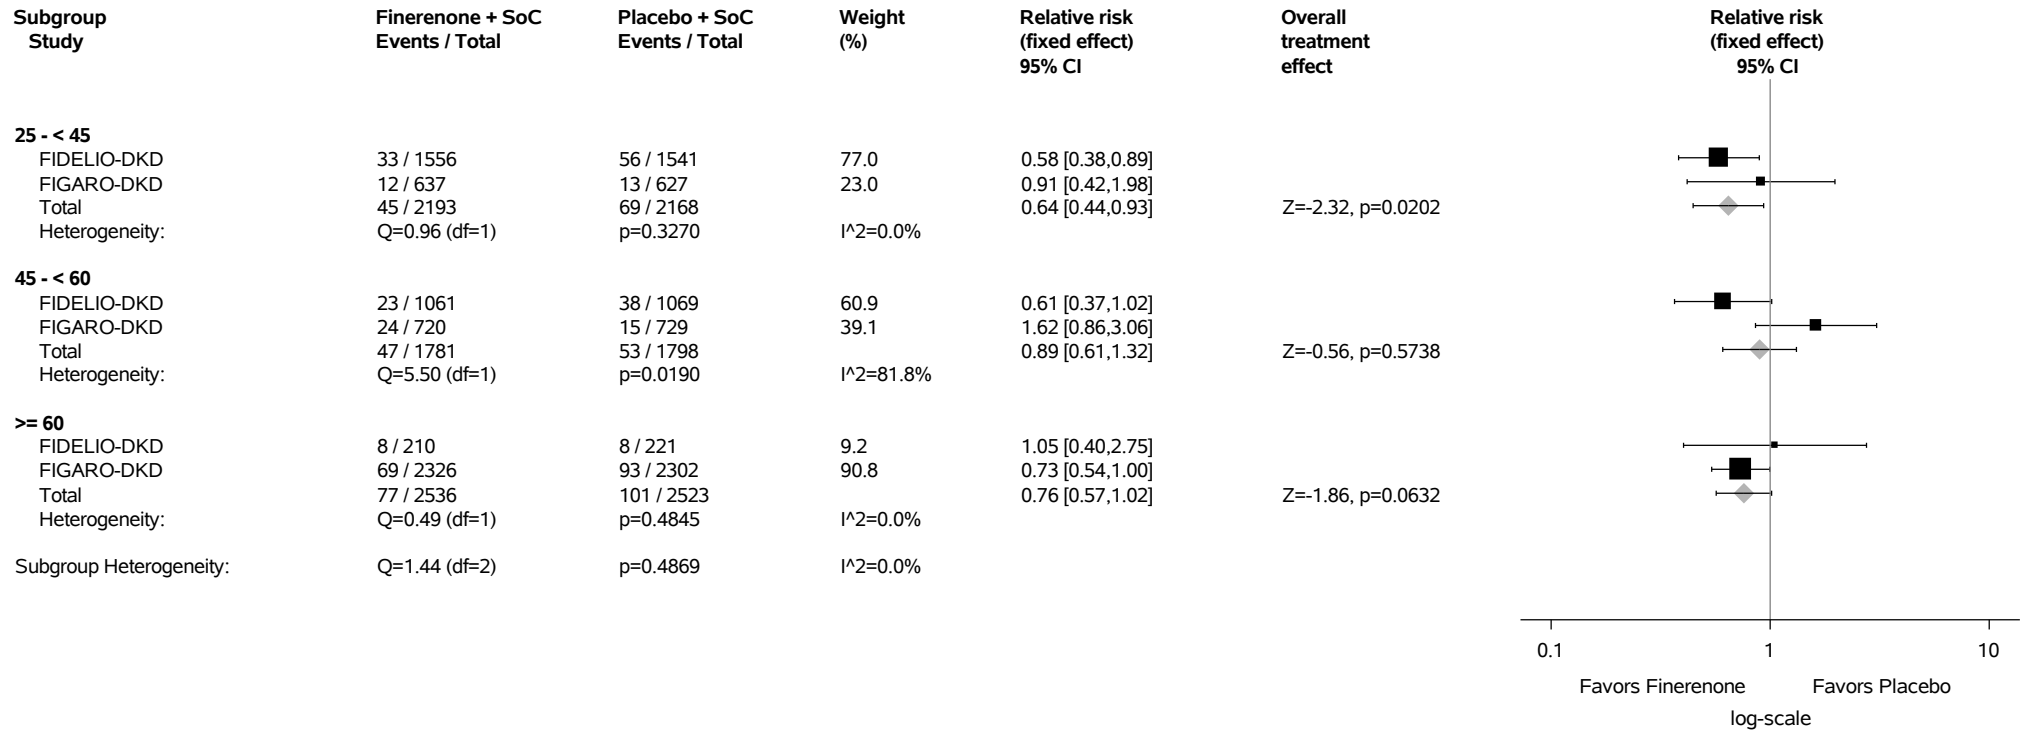 Subgroup Finerenone + SoC Placebo + SoC Weight Relative risk Overall Relative risk
Study Events / Total Events / Total (%) (fixed effect) treatment (fixed effect)
95% CI effect 95% CI
25 - < 45
FIDELIO-DKD 33 / 1556 56 / 1541 77.0 0.58 [0.38,0.89]
FIGARO-DKD 12 / 637 13 / 627 23.0 0.91 [0.42,1.98]
Total 45 / 2193 69 / 2168 0.64 [0.44,0.93] Z=-2.32, p=0.0202
Heterogeneity: Q=0.96 (df=1) p=0.3270 I^2=0.0%
45 - < 60
FIDELIO-DKD 23 / 1061 38 / 1069 60.9 0.61 [0.37,1.02]
FIGARO-DKD 24 / 720 15 / 729 39.1 1.62 [0.86,3.06]
Total 47 / 1781 53 / 1798 0.89 [0.61,1.32] Z=-0.56, p=0.5738
Heterogeneity: Q=5.50 (df=1) p=0.0190 I^2=81.8%
>= 60
FIDELIO-DKD 8 / 210 8 / 221 9.2 1.05 [0.40,2.75]
FIGARO-DKD 69 / 2326 93 / 2302 90.8 0.73 [0.54,1.00]
Total 77 / 2536 101 / 2523 0.76 [0.57,1.02] Z=-1.86, p=0.0632
Heterogeneity: Q=0.49 (df=1) p=0.4845 I^2=0.0%
Subgroup Heterogeneity: Q=1.44 (df=2) p=0.4869 I^2=0.0%
0.1 1 10
Favors Finerenone Favors Placebo
log-scale